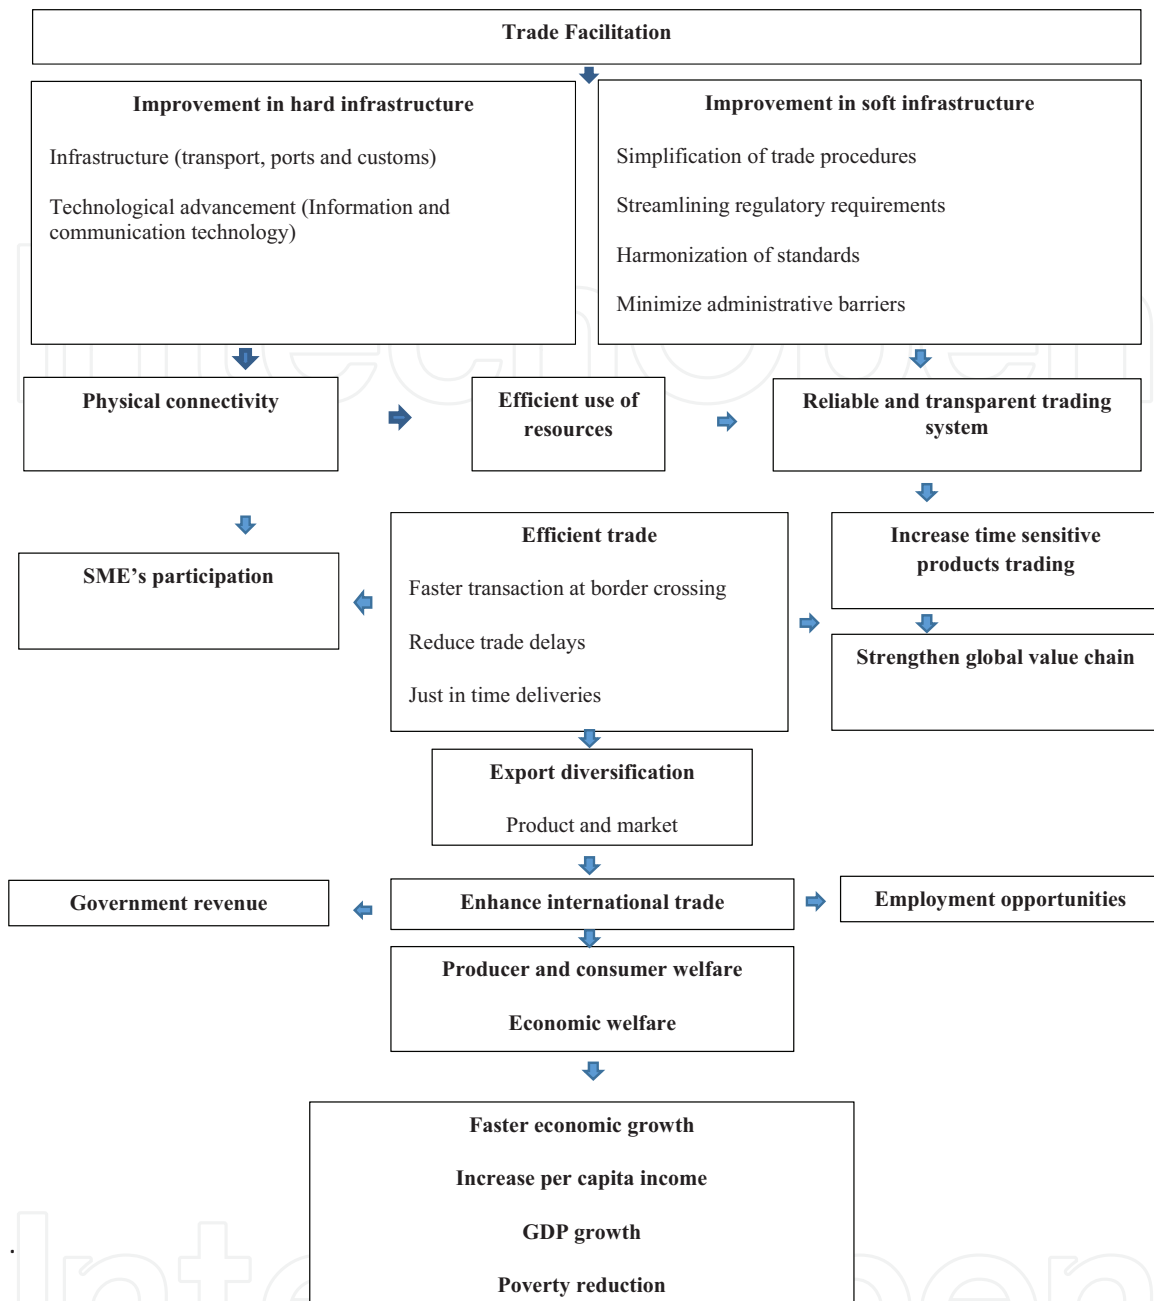 Trade Facilitation
Improvement in hard infrastructure
Infrastructure (transport, ports and customs)
Technological advancement (Information and
communication technology)
Improvement in soft infrastructure
Simplification of trade procedures
Streamlining regulatory requirements
Harmonization of standards
Minimize administrative barriers
Physical connectivity
Efficient use of
resources
Reliable and transparent trading
system
SME's participation
Efficient trade
Faster transaction at border crossing
Reduce trade delays
Just in time deliveries
Increase time sensitive
products trading
Strengthen global value chain
Export diversification
Product and market
Government revenue
Enhance international trade
Employment opportunities
Producer and consumer welfare
Economic welfare
Faster economic growth
Increase per capita income
GDP growth
.
Poverty reduction